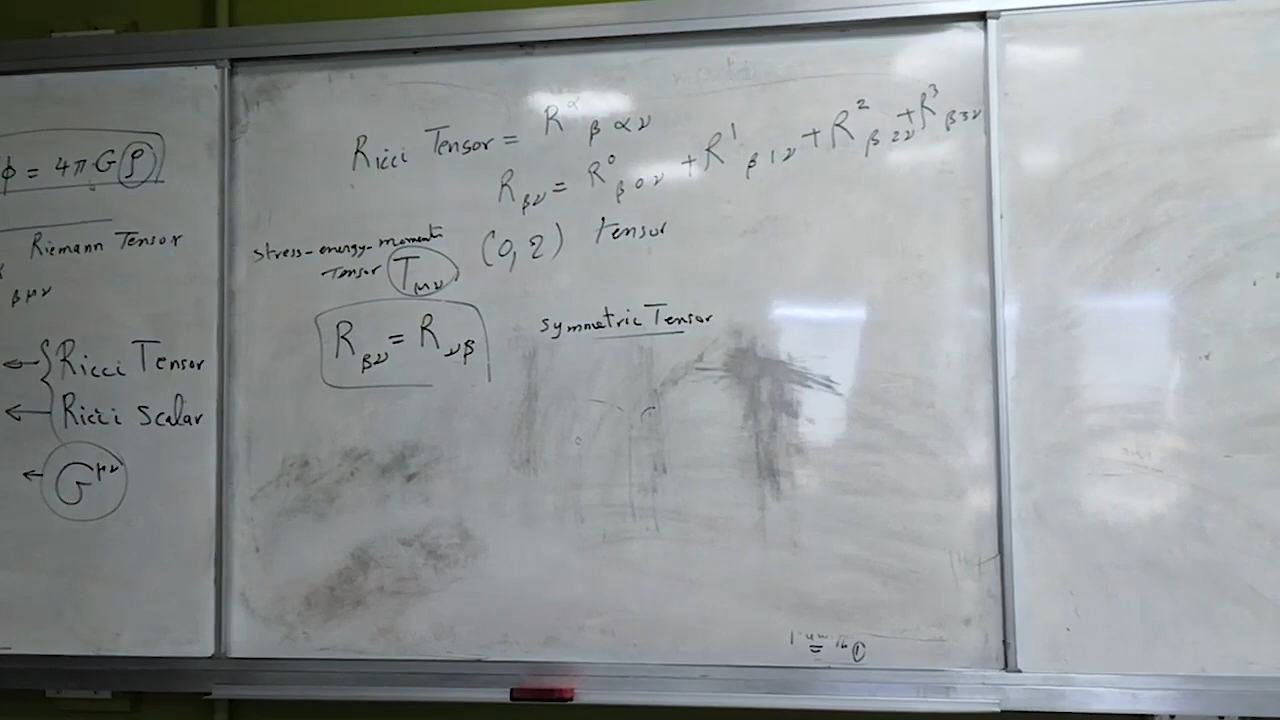 ϕ = 4πGρ
Riemann Tensor
βμν
← { Ricci Tensor
← Ricci Scalar
← G^μν
Ricci Tensor = R^α_βαν
R_βν = R^0_β0ν + R^1_β1ν + R^2_β2ν + R^3_β3ν
(0,2) tensor
stress-energy-momentum
Tensor T_μν
R_βν = R_νβ
symmetric Tensor